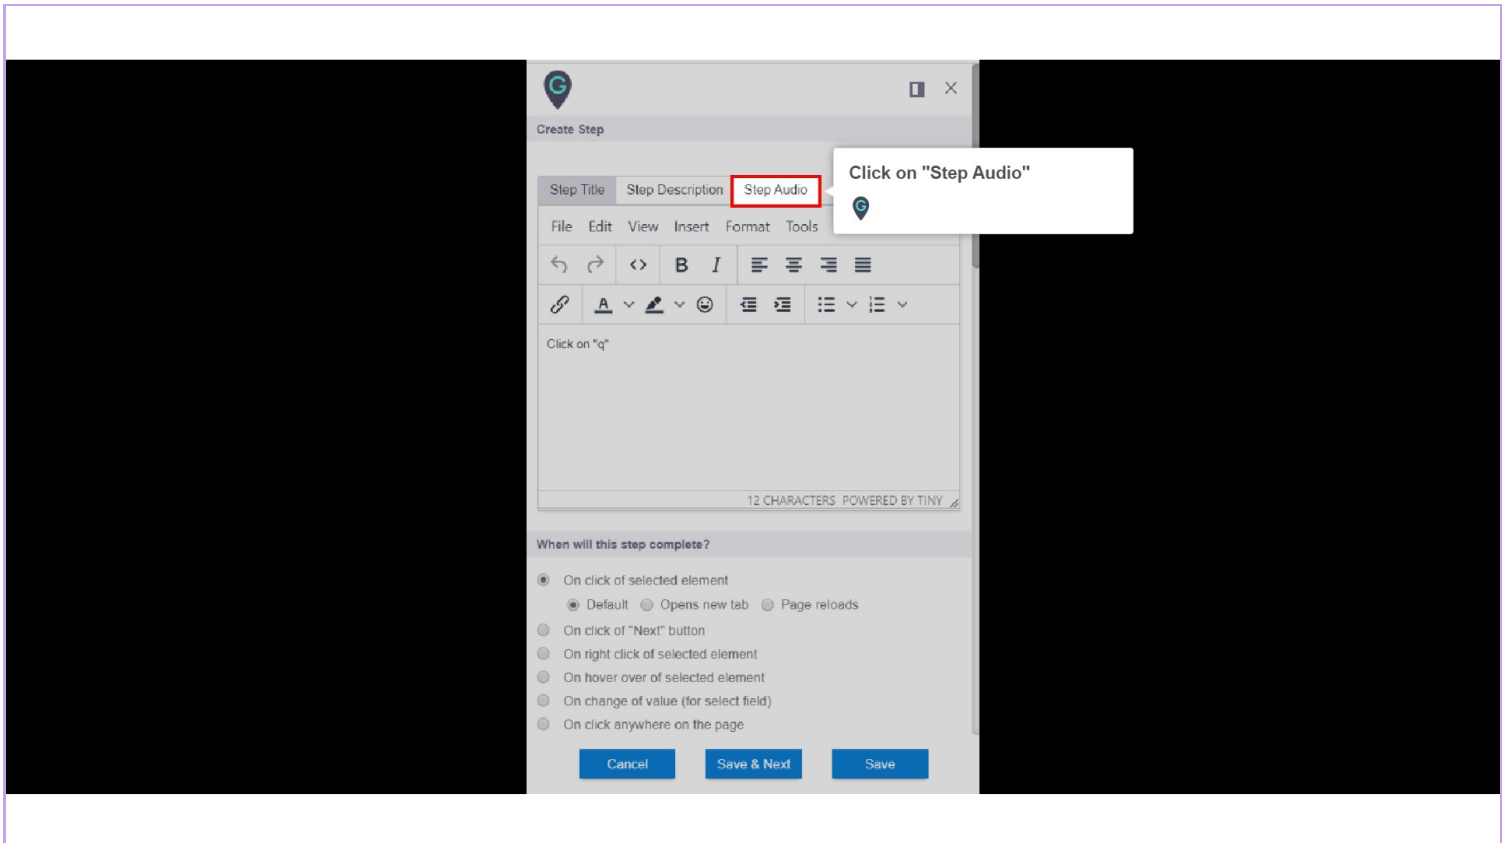 Create Step
Click on "Step Audio"
Step Title Step Description Step Audio
File Edit View Insert Format Tools
Click on "q"
12 CHARACTERS POWERED BY TINY
When will this step complete?
On click of selected element
Default Opens new tab Page reloads
On click of "Next" button
On right click of selected element
On hover over of selected element
On change of value (for select field)
On click anywhere on the page
Cancel Save & Next Save